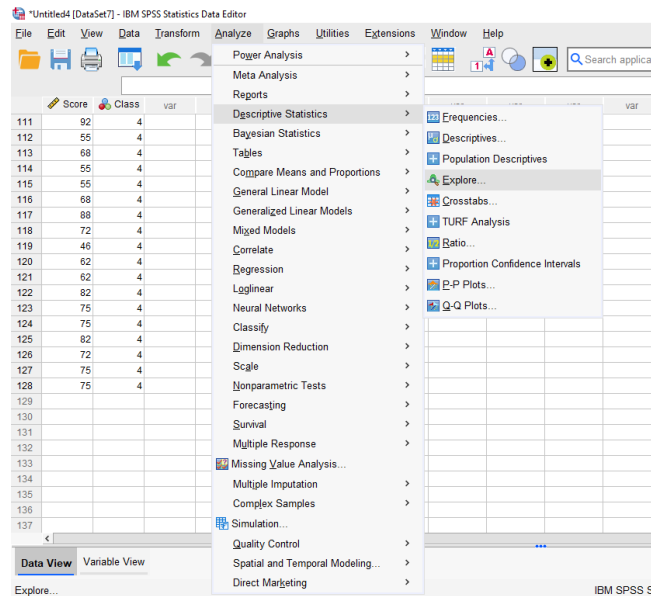 *Untitled4 [DataSet7] - IBM SPSS Statistics Data Editor
File Edit View Data Transform Analyze Graphs Utilities Extensions Window Help
Search applica
Score Class var var
111 92 4
112 55 4
113 68 4
114 55 4
115 55 4
116 68 4
117 88 4
118 72 4
119 46 4
120 62 4
121 62 4
122 82 4
123 75 4
124 75 4
125 82 4
126 72 4
127 75 4
128 75 4
129
130
131
132
133
134
135
136
137
Power Analysis
Meta Analysis
Reports
Descriptive Statistics
Bayesian Statistics
Tables
Compare Means and Proportions
General Linear Model
Generalized Linear Models
Mixed Models
Correlate
Regression
Loglinear
Neural Networks
Classify
Dimension Reduction
Scale
Nonparametric Tests
Forecasting
Survival
Multiple Response
Missing Value Analysis...
Multiple Imputation
Complex Samples
Simulation...
Quality Control
Spatial and Temporal Modeling...
Direct Marketing
Frequencies...
Descriptives...
Population Descriptives
Explore...
Crosstabs...
TURF Analysis
Ratio...
Proportion Confidence Intervals
P-P Plots...
Q-Q Plots...
Data View Variable View
Explore... IBM SPSS S